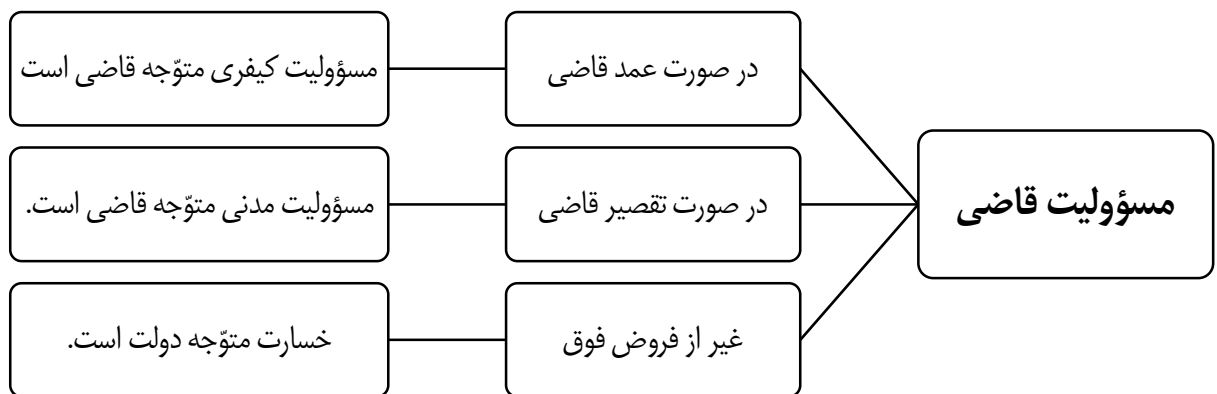 مسؤولیت قاضی
در صورت عمد قاضی
مسؤولیت کیفری متوّجه قاضی است
در صورت تقصیر قاضی
مسؤولیت مدنی متوّجه قاضی است.
غیر از فروض فوق
خسارت متوّجه دولت است.